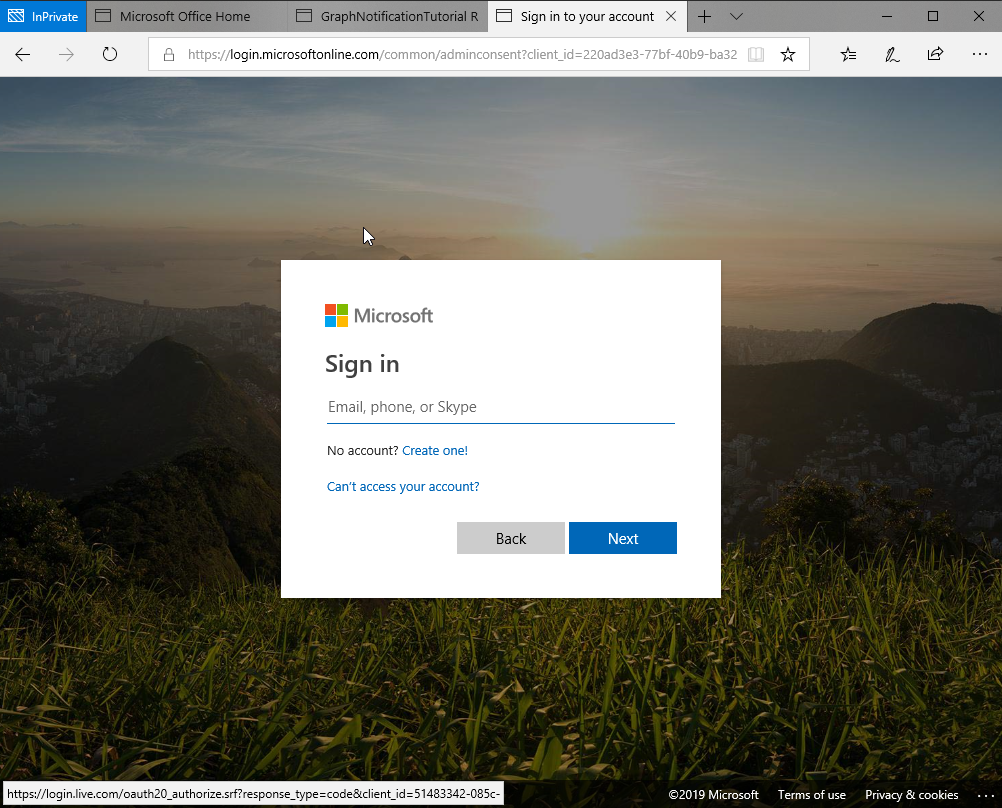 InPrivate
Microsoft Office Home
GraphNotificationTutorial R
Sign in to your account
https://login.microsoftonline.com/common/adminconsent?client_id=220ad3e3-77bf-40b9-ba32
Microsoft
Sign in
Email, phone, or Skype
No account? Create one!
Can't access your account?
Back
Next
https://login.live.com/oauth20_authorize.srf?response_type=code&client_id=51483342-085c-
©2019 Microsoft
Terms of use
Privacy & cookies